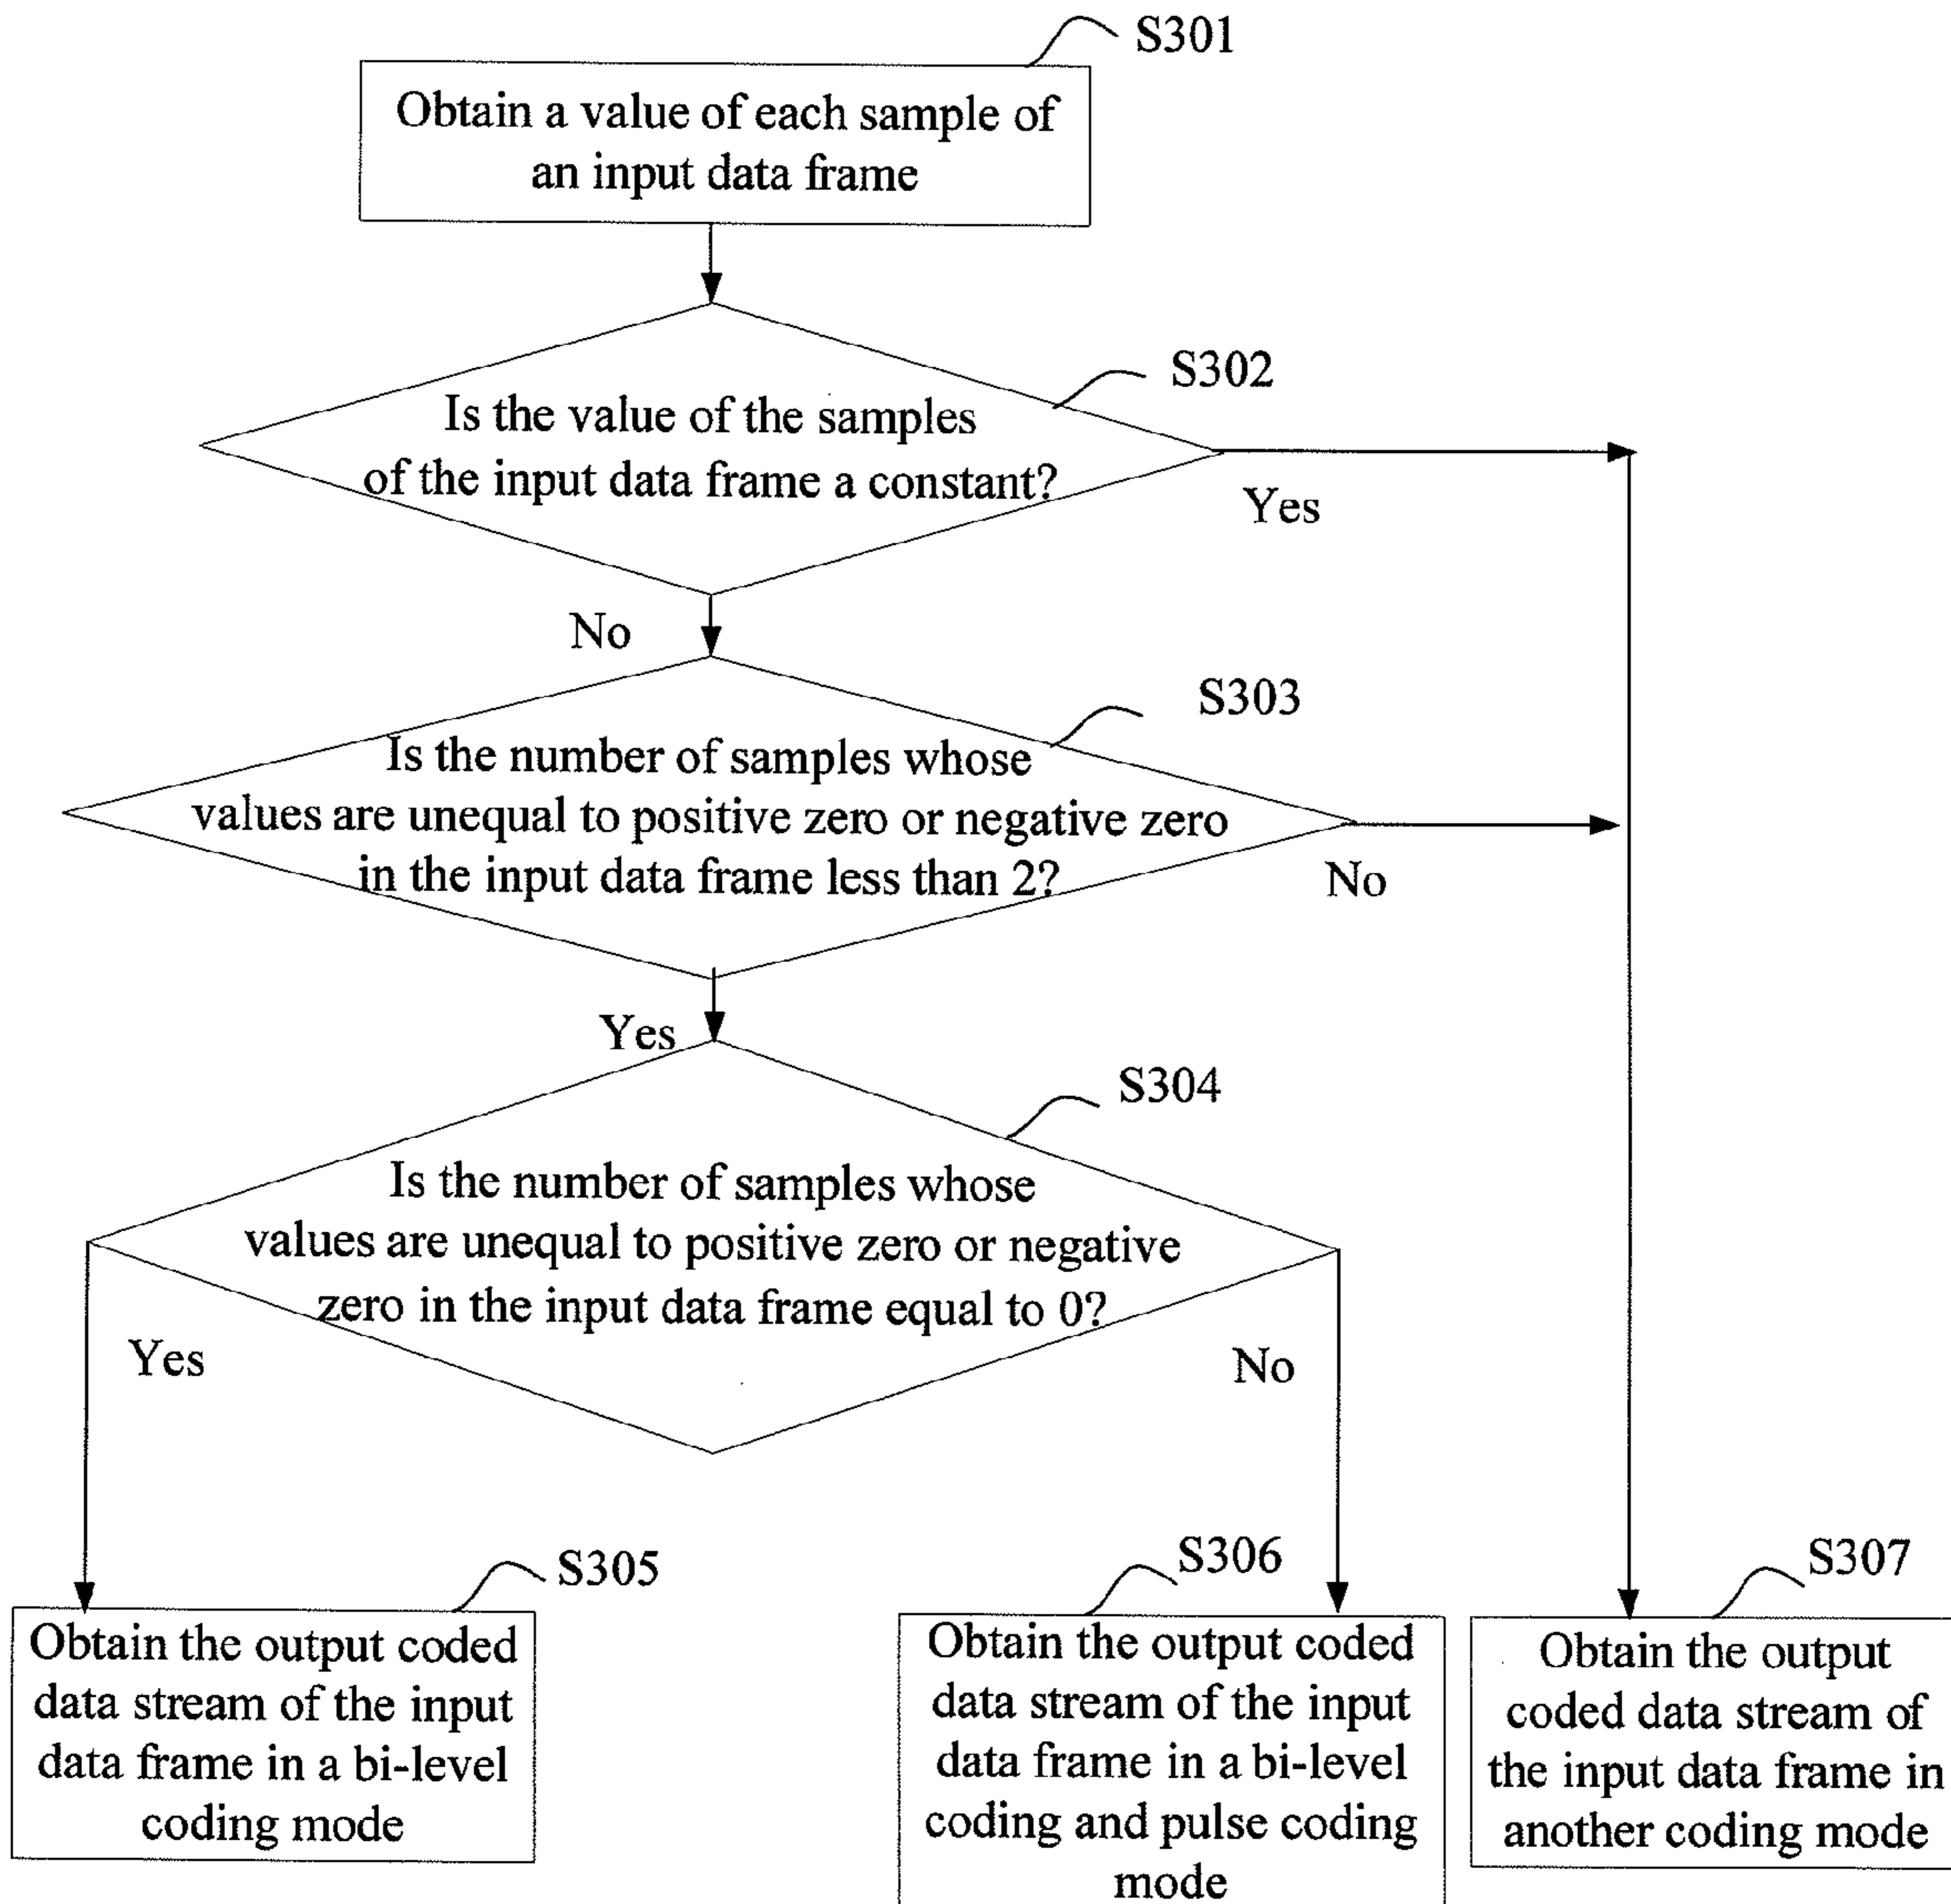 S301
Obtain a value of each sample of
an input data frame
S302
Is the value of the samples
of the input data frame a constant?
Yes
No
S303
Is the number of samples whose
values are unequal to positive zero or negative zero
in the input data frame less than 2?
No
Yes
S304
Is the number of samples whose
values are unequal to positive zero or negative
zero in the input data frame equal to 0?
Yes
No
S305
Obtain the output coded
data stream of the input
data frame in a bi-level
coding mode
S306
Obtain the output coded
data stream of the input
data frame in a bi-level
coding and pulse coding
mode
S307
Obtain the output
coded data stream of
the input data frame in
another coding mode